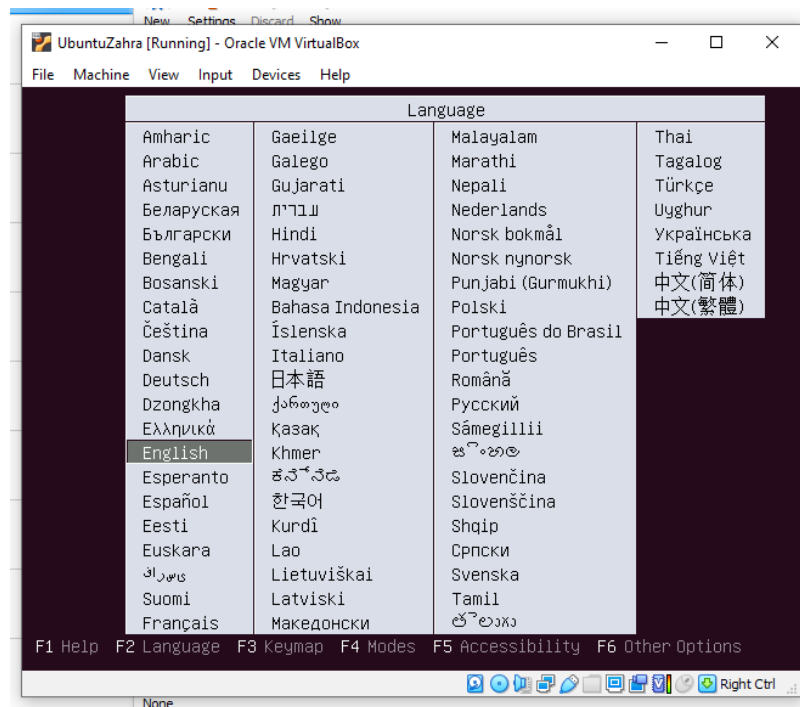 New Settings Discard Show
UbuntuZahra [Running] - Oracle VM VirtualBox
File Machine View Input Devices Help
Language
Amharic
Arabic
Asturianu
Беларуская
Български
Bengali
Bosanski
Català
Čeština
Dansk
Deutsch
Dzongkha
Ελληνικά
English
Esperanto
Español
Eesti
Euskara
فارسی
Suomi
Français
Gaeilge
Galego
Gujarati
עברית
Hindi
Hrvatski
Magyar
Bahasa Indonesia
Íslenska
Italiano
日本語
ქართული
Қазақ
Khmer
ಕನ್ನಡ
한국어
Kurdî
Lao
Lietuviškai
Latviski
Македонски
Malayalam
Marathi
Nepali
Nederlands
Norsk bokmål
Norsk nynorsk
Punjabi (Gurmukhi)
Polski
Português do Brasil
Português
Română
Русский
Sámegillii
සිංහල
Slovenčina
Slovenščina
Shqip
Српски
Svenska
Tamil
తెలుగు
Thai
Tagalog
Türkçe
Uyghur
Українська
Tiếng Việt
中文(简体)
中文(繁體)
F1 Help F2 Language F3 Keymap F4 Modes F5 Accessibility F6 Other Options
Right Ctrl
None